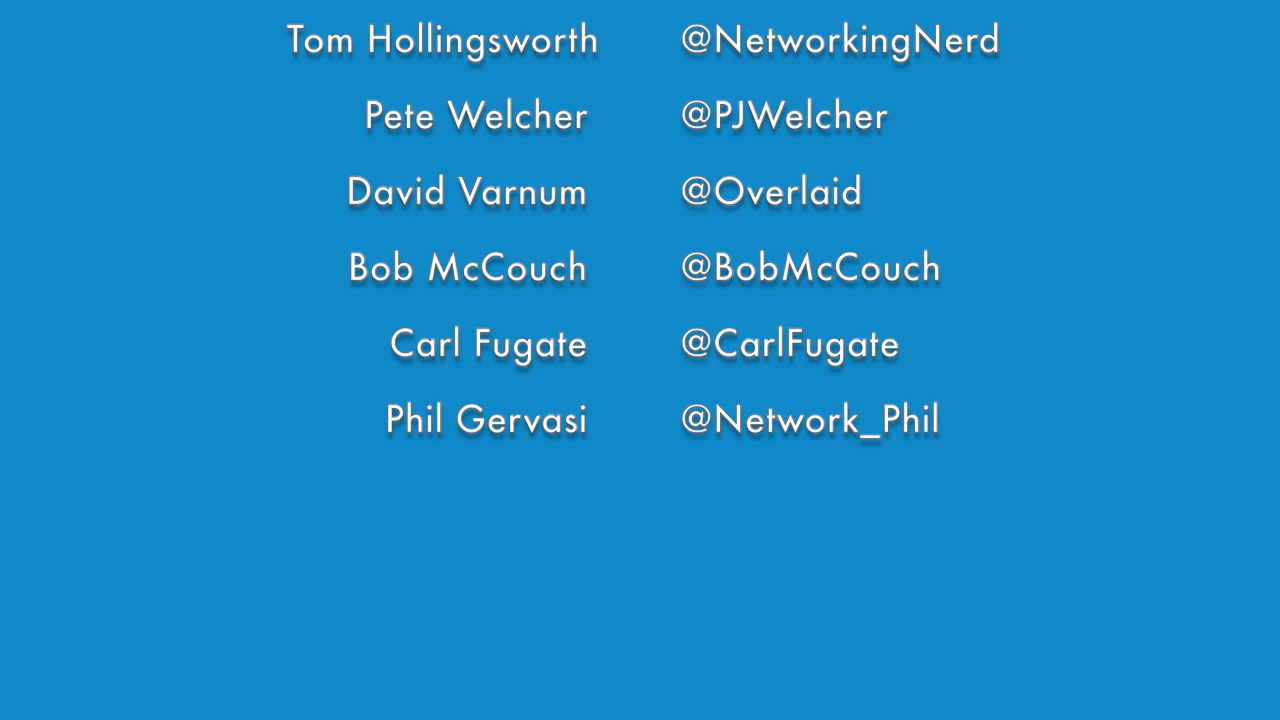 Tom Hollingsworth @NetworkingNerd
Pete Welcher @PJWelcher
David Varnum @Overlaid
Bob McCouch @BobMcCouch
Carl Fugate @CarlFugate
Phil Gervasi @Network_Phil